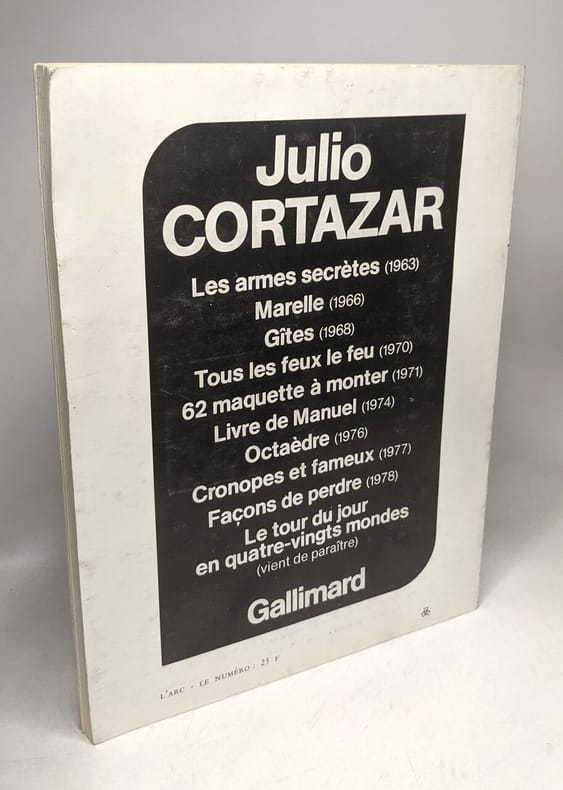 Julio
CORTAZAR
Les armes secrètes (1963)
Marelle (1966)
Gîtes (1968)
Tous les feux le feu (1970)
62 maquette à monter (1971)
Livre de Manuel (1974)
Octaèdre (1976)
Cronopes et fameux (1977)
Façons de perdre (1978)
Le tour du jour
en quatre-vingts mondes
(vient de paraître)
Gallimard
L'ARC - LE NUMÉRO : 25 F